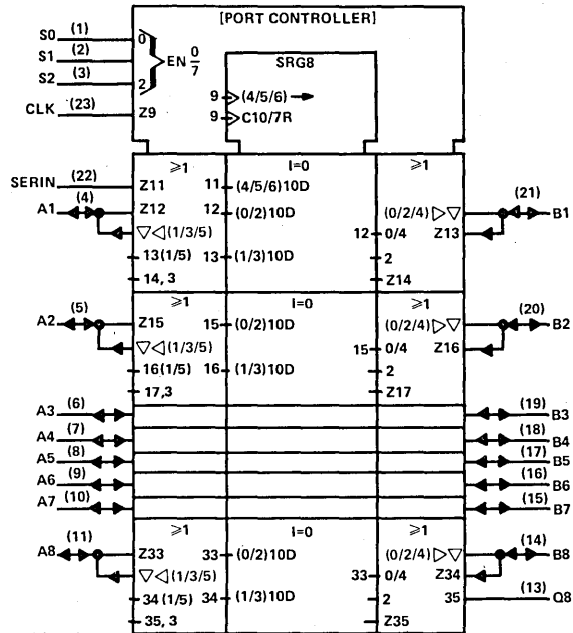 [PORT CONTROLLER]
S0 (1) 0
S1 (2) EN 0/7
S2 (3) 2
CLK (23) Z9
SRG8
9 (4/5/6)
9 C10/7R
≥1 I=0 ≥1
SERIN (22) Z11 11 (4/5/6)10D
A1 (4) Z12 12 (0/2)10D (0/2/4) (21) B1
(1/3/5) 12 0/4 Z13
13(1/5) 13 (1/3)10D 2
14,3 Z14
≥1 I=0 ≥1
A2 (5) Z15 15 (0/2)10D (0/2/4) (20) B2
(1/3/5) 15 0/4 Z16
16(1/5) 16 (1/3)10D 2
17,3 Z17
A3 (6) (19) B3
A4 (7) (18) B4
A5 (8) (17) B5
A6 (9) (16) B6
A7 (10) (15) B7
≥1 I=0 ≥1
A8 (11) Z33 33 (0/2)10D (0/2/4) (14) B8
(1/3/5) 33 0/4 Z34
34(1/5) 34 (1/3)10D 2 35 (13) Q8
35,3 Z35